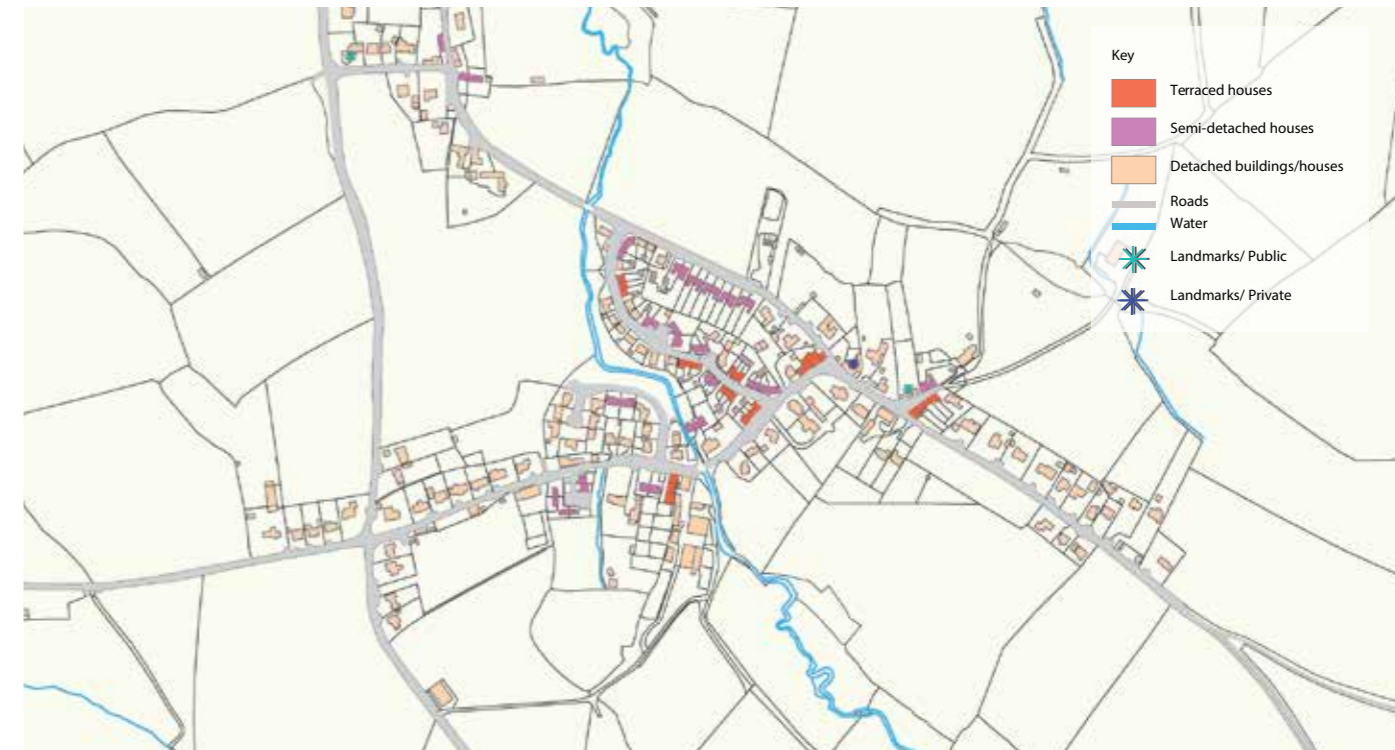 Key
Terraced houses
Semi-detached houses
Detached buildings/houses
Roads
Water
Landmarks/ Public
Landmarks/ Private